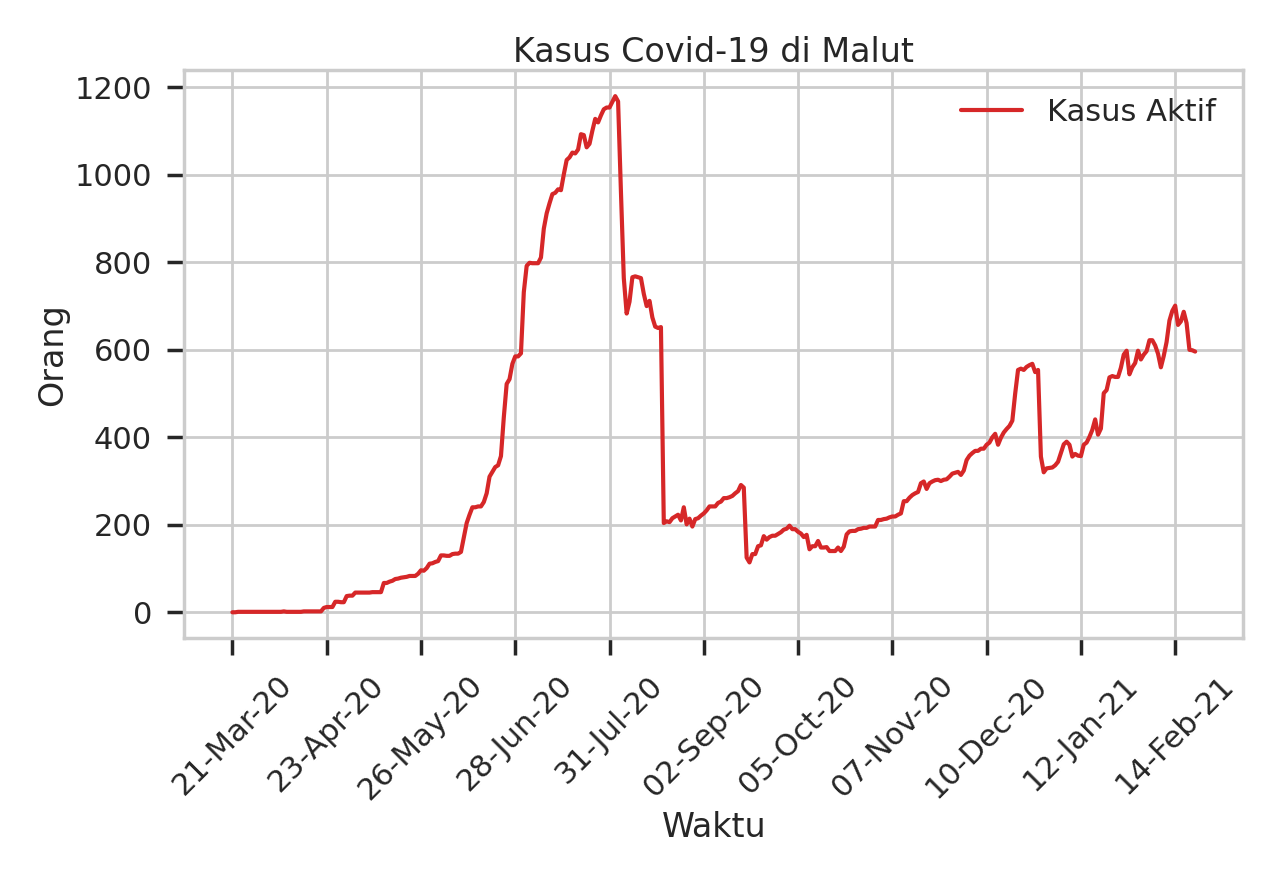 Kasus Covid-19 di Malut
Kasus Aktif
1200
1000
800
600
400
200
0
Orang
21-Mar-20
23-Apr-20
26-May-20
28-Jun-20
31-Jul-20
02-Sep-20
05-Oct-20
07-Nov-20
10-Dec-20
12-Jan-21
14-Feb-21
Waktu